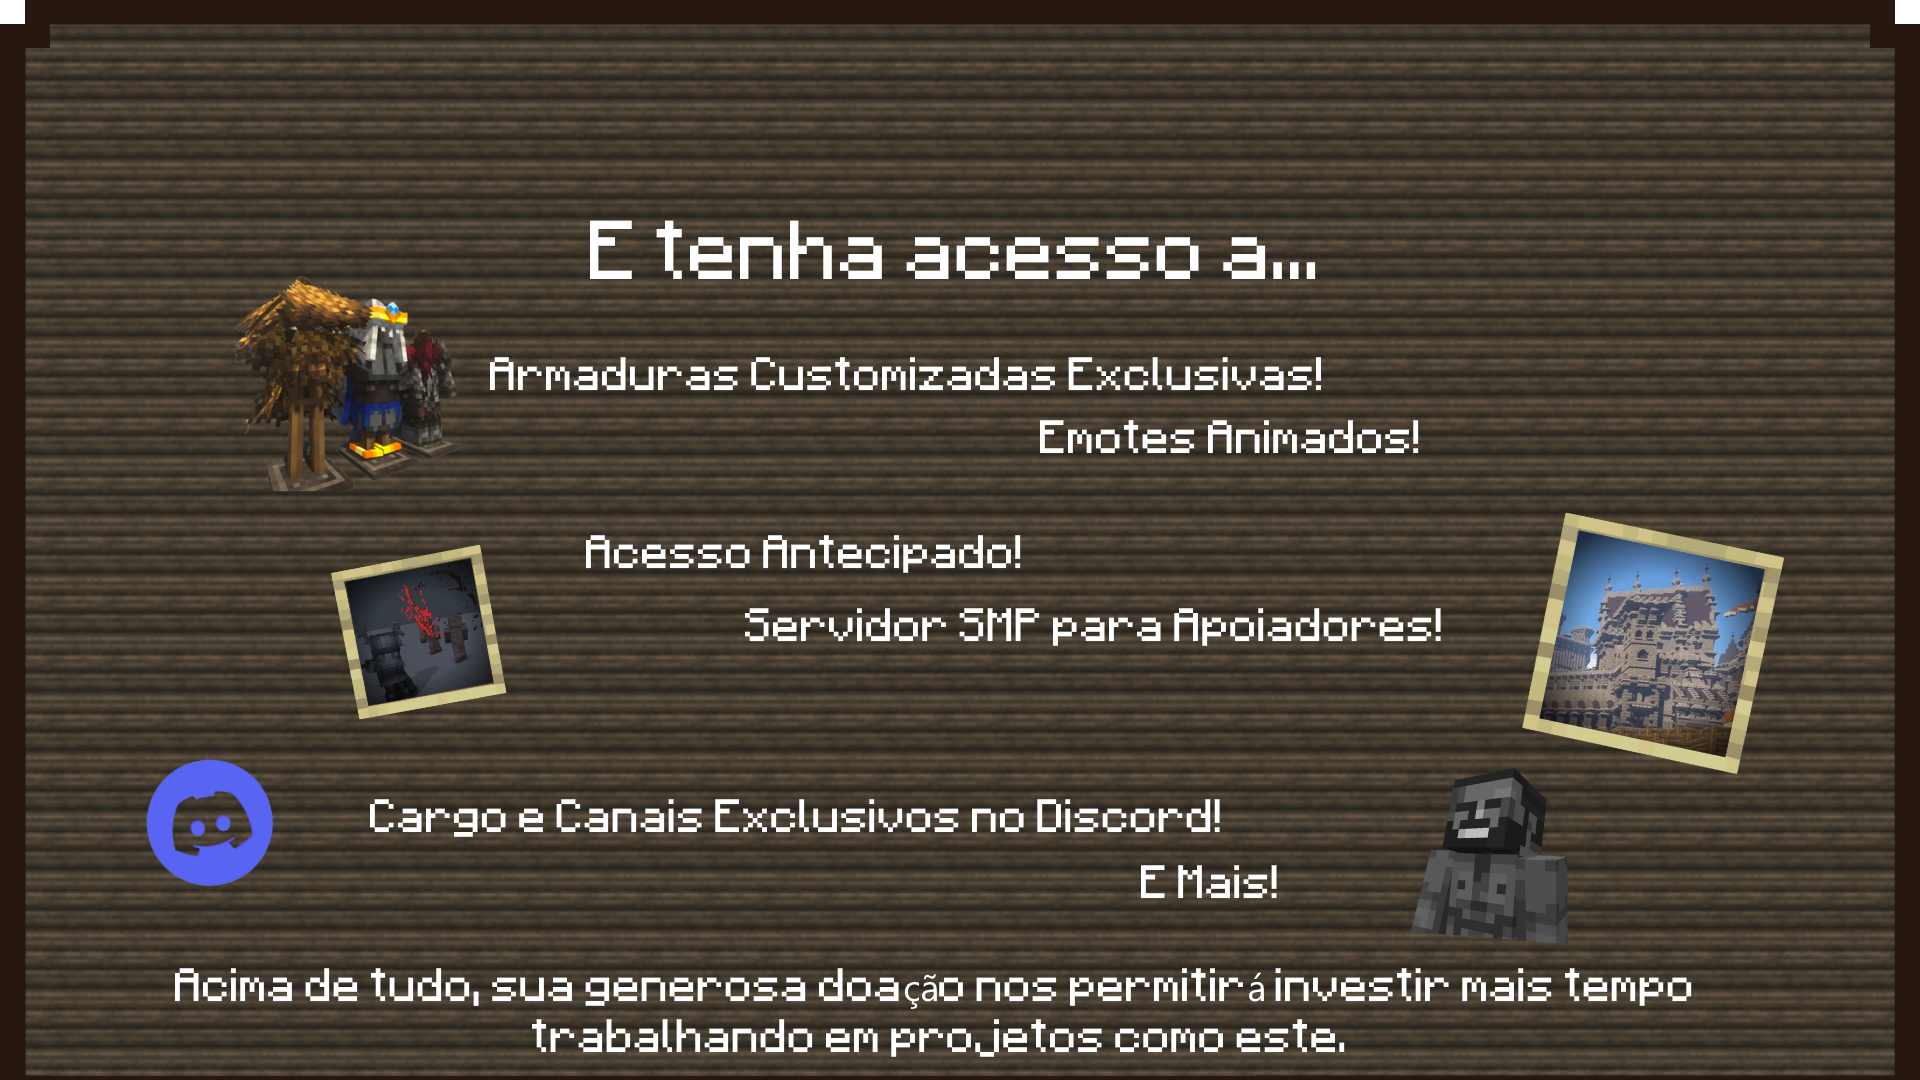 E tenha acesso a...
Armaduras Customizadas Exclusivas!
Emotes Animados!
Acesso Antecipado!
Servidor SMP para Apoiadores!
Cargo e Canais Exclusivos no Discord!
E Mais!
Acima de tudo, sua generosa doação nos permitirá investir mais tempo
trabalhando em projetos como este.